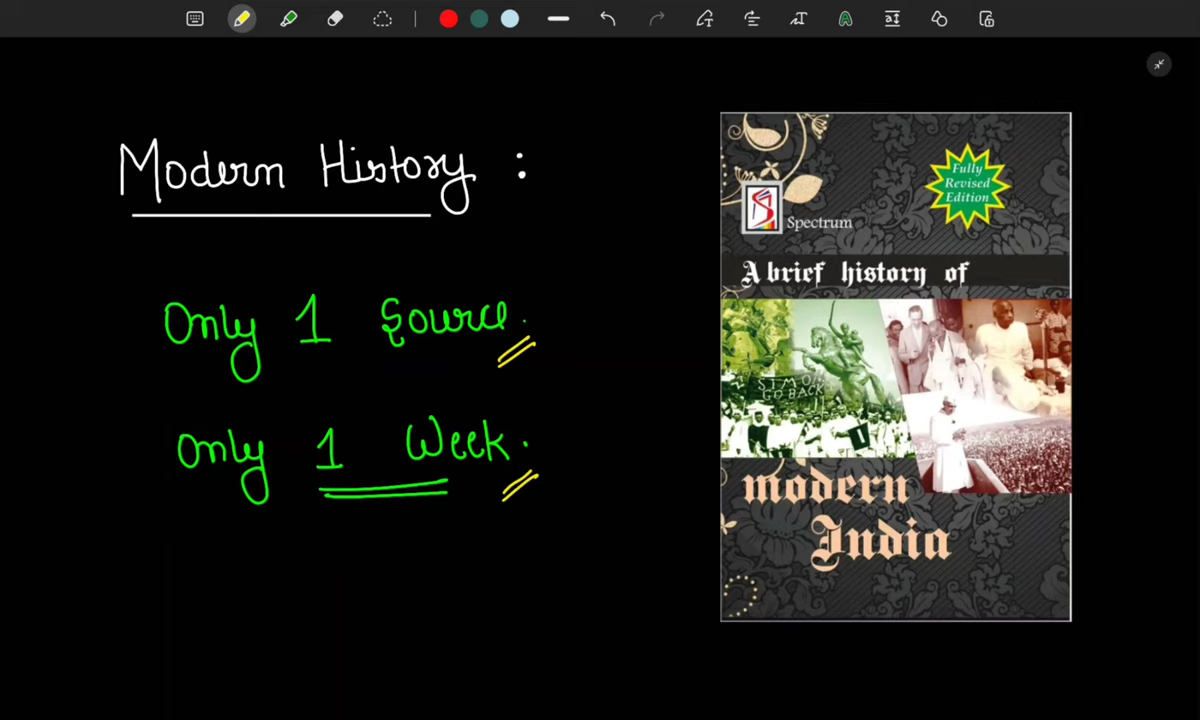 Modern History :
Only 1 Source.
Only 1 Week.
Fully
Revised
Edition
Spectrum
A brief history of
SIMON
GO BACK
modern
India